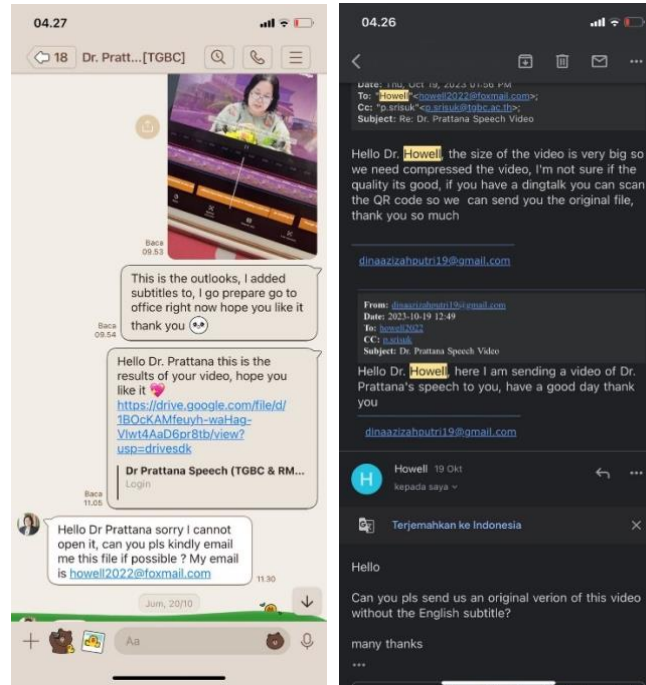 04.27
18 Dr. Pratt...[TGBC]
Baca
09.53
This is the outlooks, I added
subtitles to, I go prepare go to
office right now hope you like it
thank you
Baca
09.54
Hello Dr. Prattana this is the
results of your video, hope you
like it 💖
https://drive.google.com/file/d/
1BOcKAMfeuyh-waHag-
VIwt4AaD6pr8tb/view?
usp=drivesdk
Dr Prattana Speech (TGBC & RM...
Login
Baca
11.05
Hello Dr Prattana sorry I cannot
open it, can you pls kindly email
me this file if possible ? My email
is howell2022@foxmail.com
11.30
Jum, 20/10
Aa
04.26
Date: Thu, Oct 19, 2023 01:56 PM
To: "Howell"<howell2022@foxmail.com>;
Cc: "p.srisuk"<p.srisuk@tgbc.ac.th>;
Subject: Re: Dr. Prattana Speech Video
Hello Dr. Howell, the size of the video is very big so
we need compressed the video, I'm not sure if the
quality its good, if you have a dingtalk you can scan
the QR code so we can send you the original file,
thank you so much
dinaazizahputri19@gmail.com
From: dinaazizahputri19@gmail.com
Date: 2023-10-19 12:49
To: howell2022
CC: p.srisuk
Subject: Dr. Prattana Speech Video
Hello Dr. Howell, here I am sending a video of Dr.
Prattana's speech to you, have a good day thank
you
dinaazizahputri19@gmail.com
H
Howell 19 Okt
kepada saya
Terjemahkan ke Indonesia
Hello
Can you pls send us an original verion of this video
without the English subtitle?
many thanks